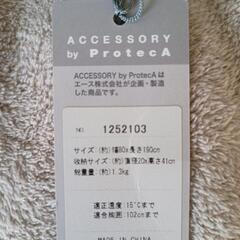 ACCESSORY
by ProtecA
ACCESSORY by ProtecAは
エース株式会社が企画・製造
した商品です。
NO. 1252103
サイズ:(約)幅80x長さ190cm
収納サイズ:(約)直径20x高さ41cm
総重量:(約)1.3kg
適正温度:15℃まで
適合胸囲:102cmまで
MADE IN CHINA